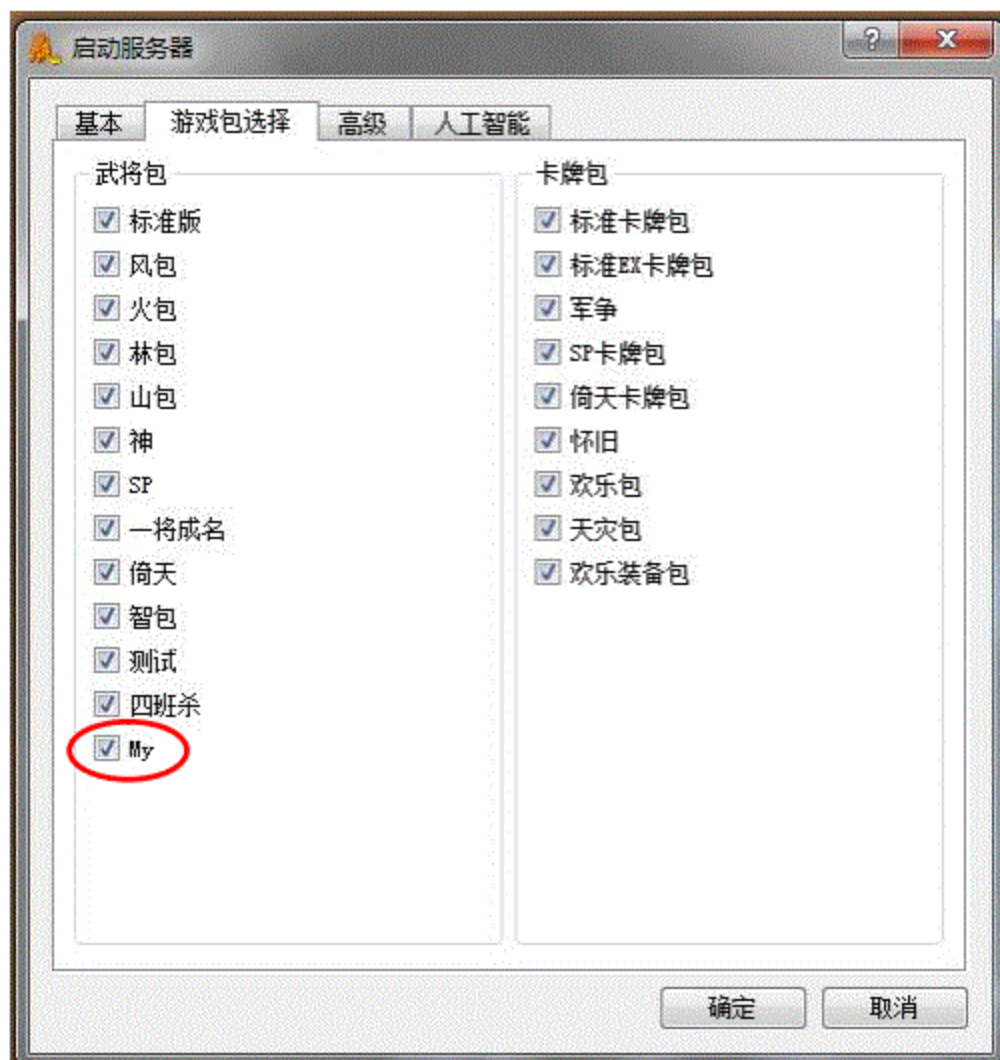 启动服务器
基本 游戏包选择 高级 人工智能
武将包
标准版
风包
火包
林包
山包
神
SP
一将成名
倚天
智包
测试
四班杀
My
卡牌包
标准卡牌包
标准EX卡牌包
军争
SP卡牌包
倚天卡牌包
怀旧
欢乐包
天灾包
欢乐装备包
确定 取消